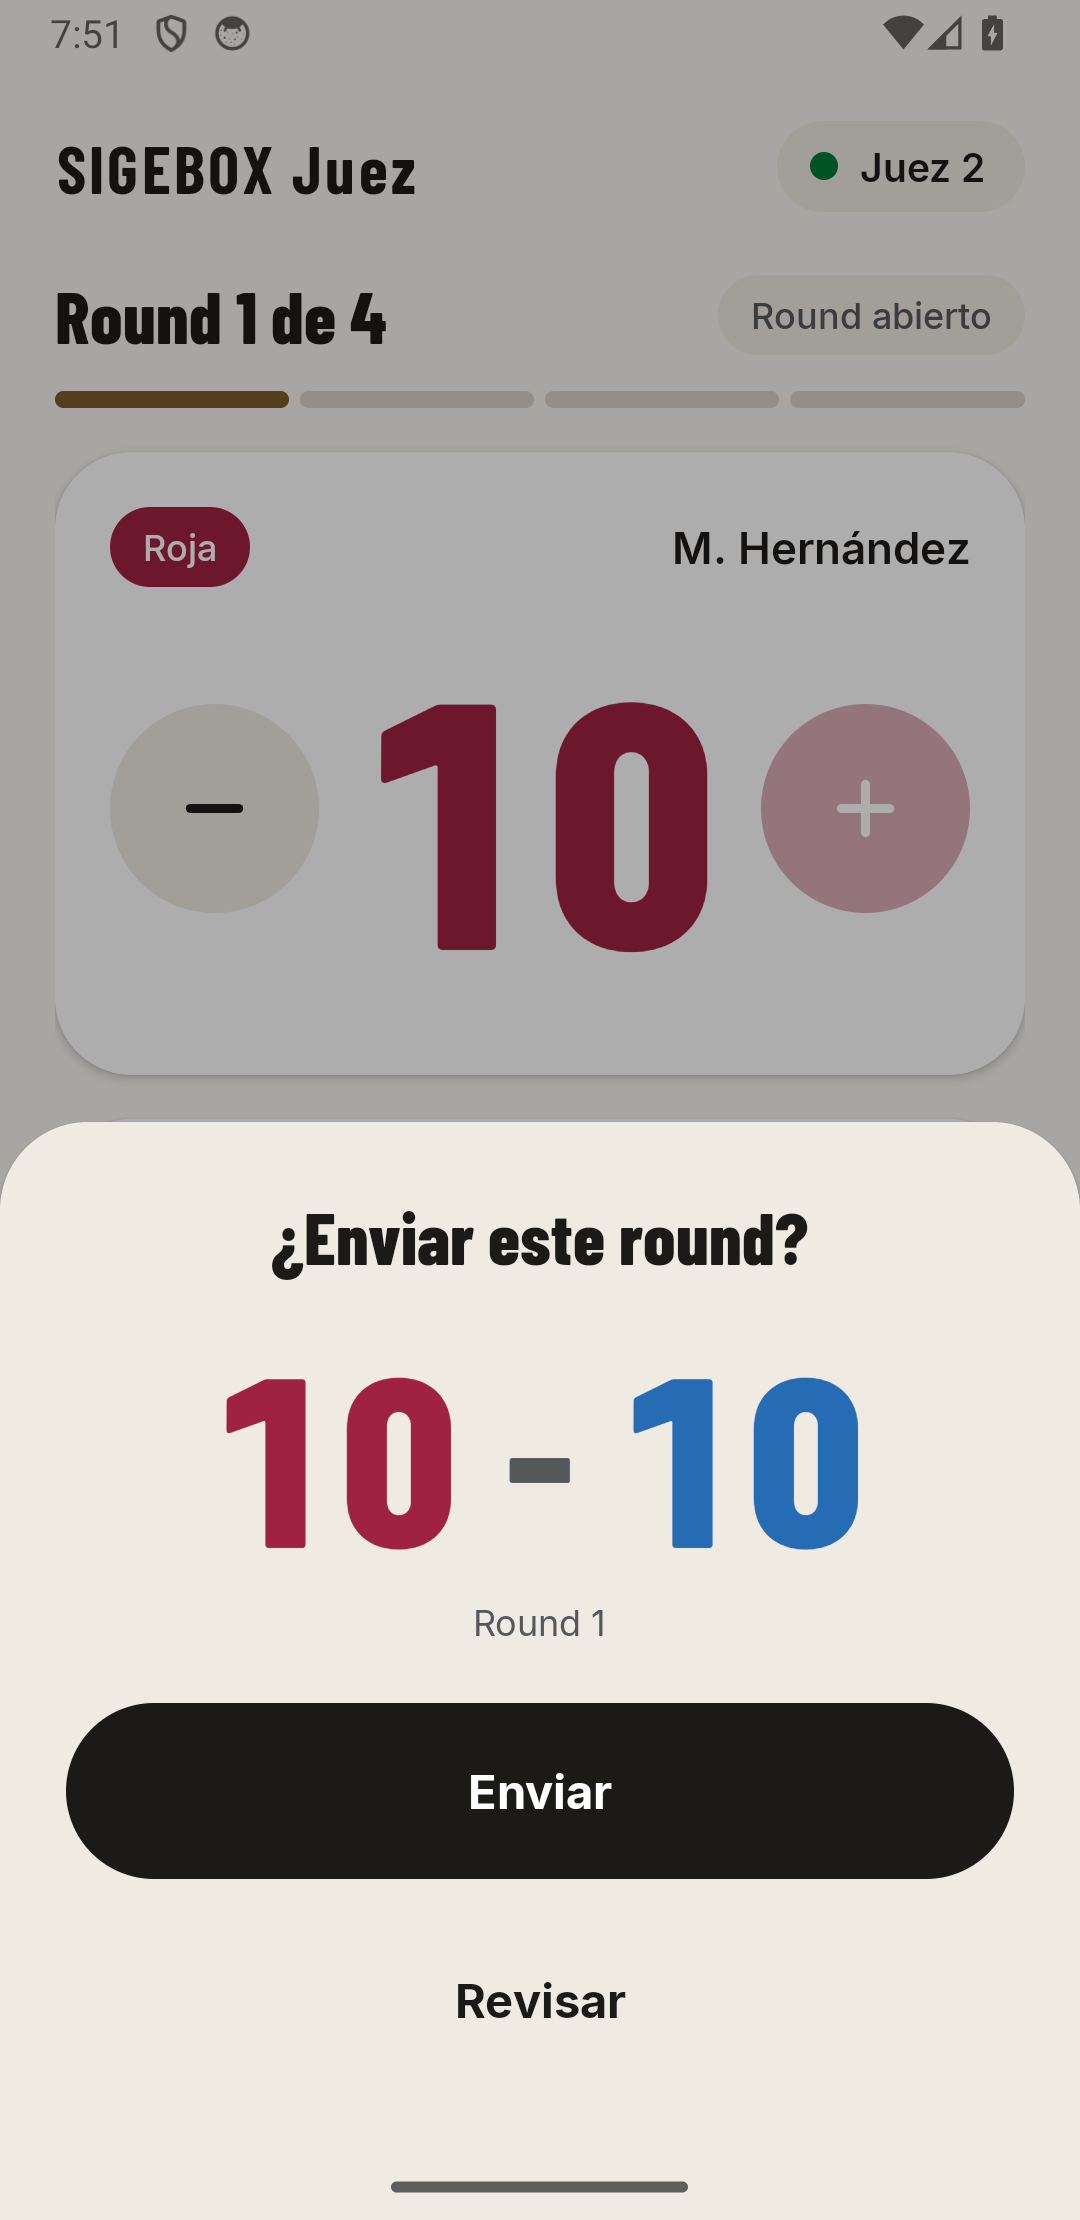 7:51
SIGEBOX Juez
Juez 2
Round 1 de 4
Round abierto
Roja
M. Hernández
10
¿Enviar este round?
10 - 10
Round 1
Enviar
Revisar